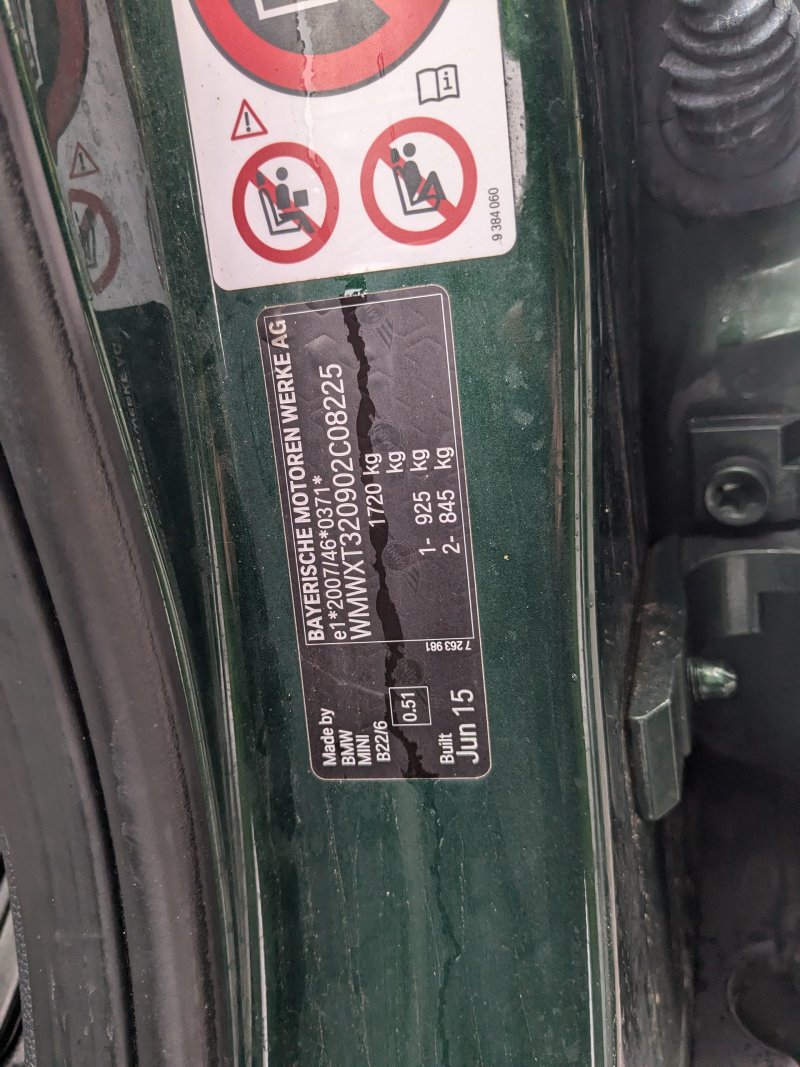 9 384 060
BAYERISCHE MOTOREN WERKE AG
e1*2007/46*0371*
WMWXT320902C08225
1720 kg
kg
1- 925 kg
2- 845 kg
7 263 981
Made by
BMW
MINI
B22/6
0.51
Built
Jun 15